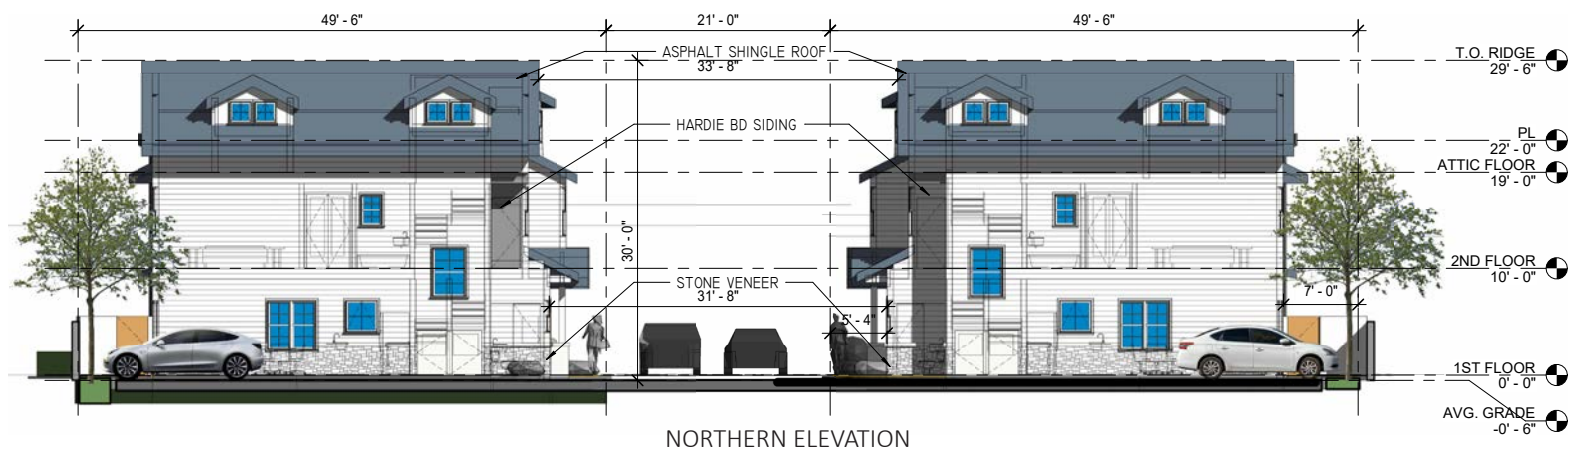 49' - 6"
21' - 0"
49' - 6"
ASPHALT SHINGLE ROOF
33' - 8"
T.O. RIDGE
29' - 6"
HARDIE BD SIDING
PL
22' - 0"
ATTIC FLOOR
19' - 0"
30' - 0"
2ND FLOOR
10' - 0"
STONE VENEER
31' - 8"
7' - 0"
5' - 4"
1ST FLOOR
0' - 0"
AVG. GRADE
-0' - 6"
NORTHERN ELEVATION